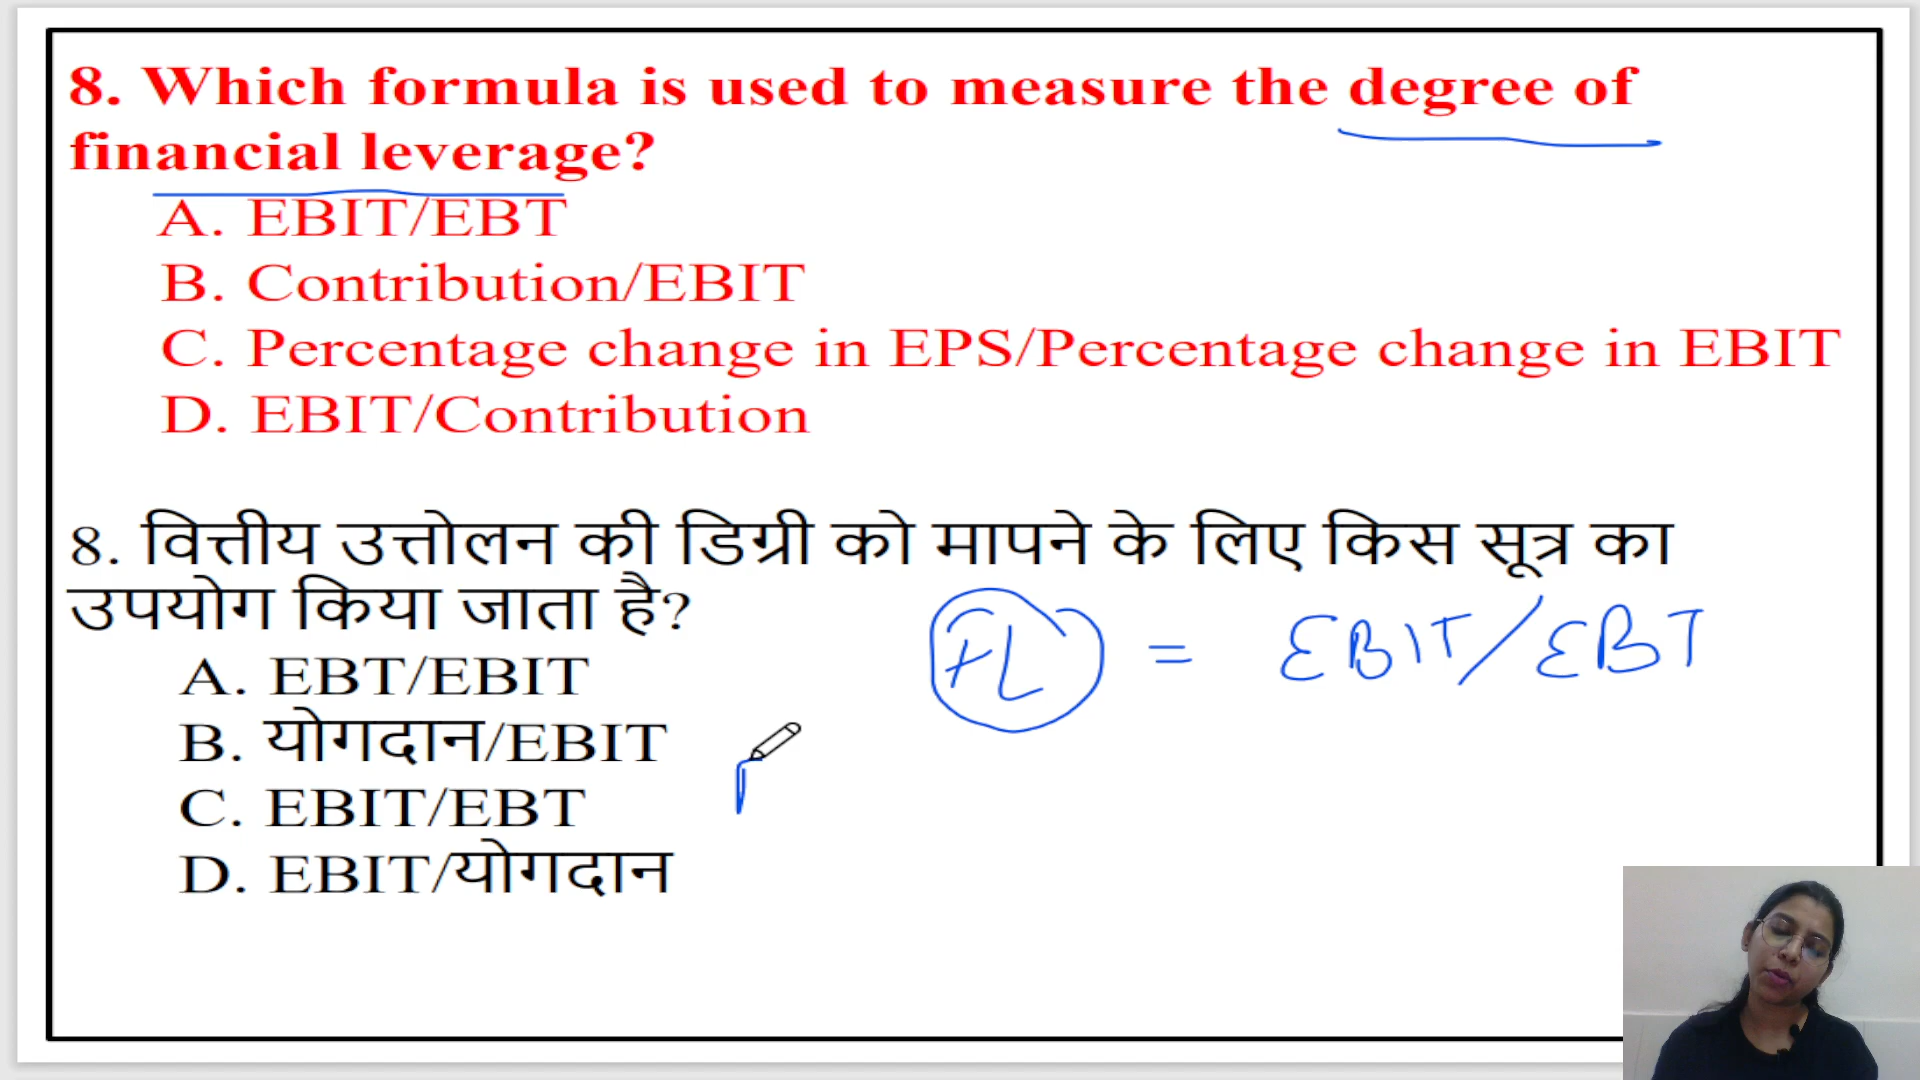 8. Which formula is used to measure the degree of
financial leverage?
A. EBIT/EBT
B. Contribution/EBIT
C. Percentage change in EPS/Percentage change in EBIT
D. EBIT/Contribution
8. वित्तीय उत्तोलन की डिग्री को मापने के लिए किस सूत्र का
उपयोग किया जाता है?
FL = EBIT/EBT
A. EBT/EBIT
B. योगदान/EBIT
C. EBIT/EBT
D. EBIT/योगदान